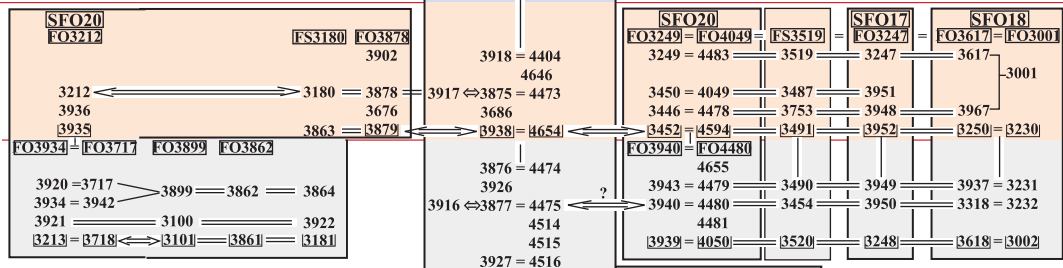 SFO20 SFO20 SFO17 SFO18
FO3212 FS3180 FO3878 FO3249 = FO4049 = FS3519 = FO3247 = FO3617 = FO3001
3902 3918 = 4404 3249 = 4483 3519 3247 3617
4646 3001
3212 3180 3878 3917 ⇔ 3875 = 4473 3450 = 4049 3487 3951
3936 3676 3686 3446 = 4478 3753 3948 3967
3935 3863 3879 3938 = 4654 3452 = 4594 3491 3952 3250 = 3230
FO3934 = FO3717 FO3899 FO3862 FO3940 = FO4480
3876 = 4474 4655
3920 = 3717 3899 3862 3864 3926 3943 = 4479 3490 3949 3937 = 3231
3934 = 3942 3916 ⇔ 3877 = 4475 ? 3940 = 4480 3454 3950 3318 = 3232
3921 3100 3922 4514 4481
3213 = 3718 3101 3861 3181 4515 3939 = 4050 3520 3248 3618 = 3002
3927 = 4516